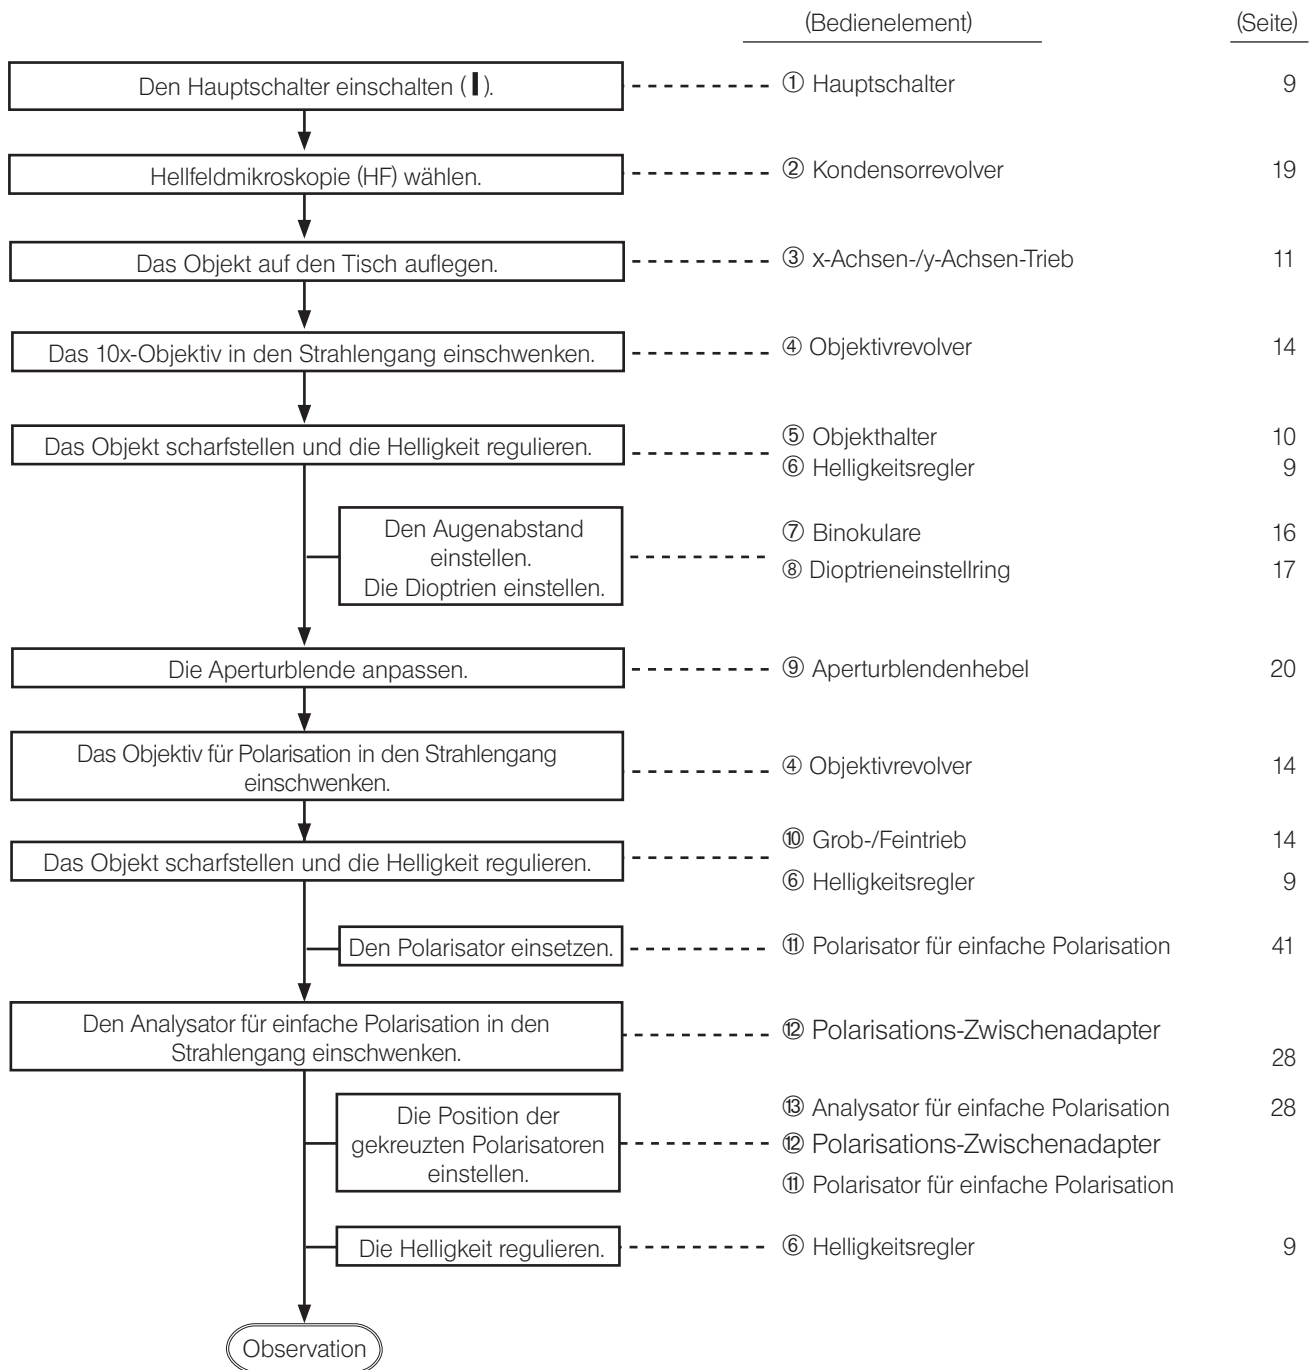 (Bedienelement) (Seite)
Den Hauptschalter einschalten ( I ). ① Hauptschalter 9
Hellfeldmikroskopie (HF) wählen. ② Kondensorrevolver 19
Das Objekt auf den Tisch auflegen. ③ x-Achsen-/y-Achsen-Trieb 11
Das 10x-Objektiv in den Strahlengang einschwenken. ④ Objektivrevolver 14
Das Objekt scharfstellen und die Helligkeit regulieren. ⑤ Objekthalter 10
⑥ Helligkeitsregler 9
Den Augenabstand
einstellen.
Die Dioptrien einstellen.
⑦ Binokulare 16
⑧ Dioptrieneinstellring 17
Die Aperturblende anpassen. ⑨ Aperturblendenhebel 20
Das Objektiv für Polarisation in den Strahlengang
einschwenken.
④ Objektivrevolver 14
Das Objekt scharfstellen und die Helligkeit regulieren. ⑩ Grob-/Feintrieb 14
⑥ Helligkeitsregler 9
Den Polarisator einsetzen. ⑪ Polarisator für einfache Polarisation 41
Den Analysator für einfache Polarisation in den
Strahlengang einschwenken.
⑫ Polarisations-Zwischenadapter
28
Die Position der
gekreuzten Polarisatoren
einstellen.
⑬ Analysator für einfache Polarisation 28
⑫ Polarisations-Zwischenadapter
⑪ Polarisator für einfache Polarisation
Die Helligkeit regulieren. ⑥ Helligkeitsregler 9
Observation